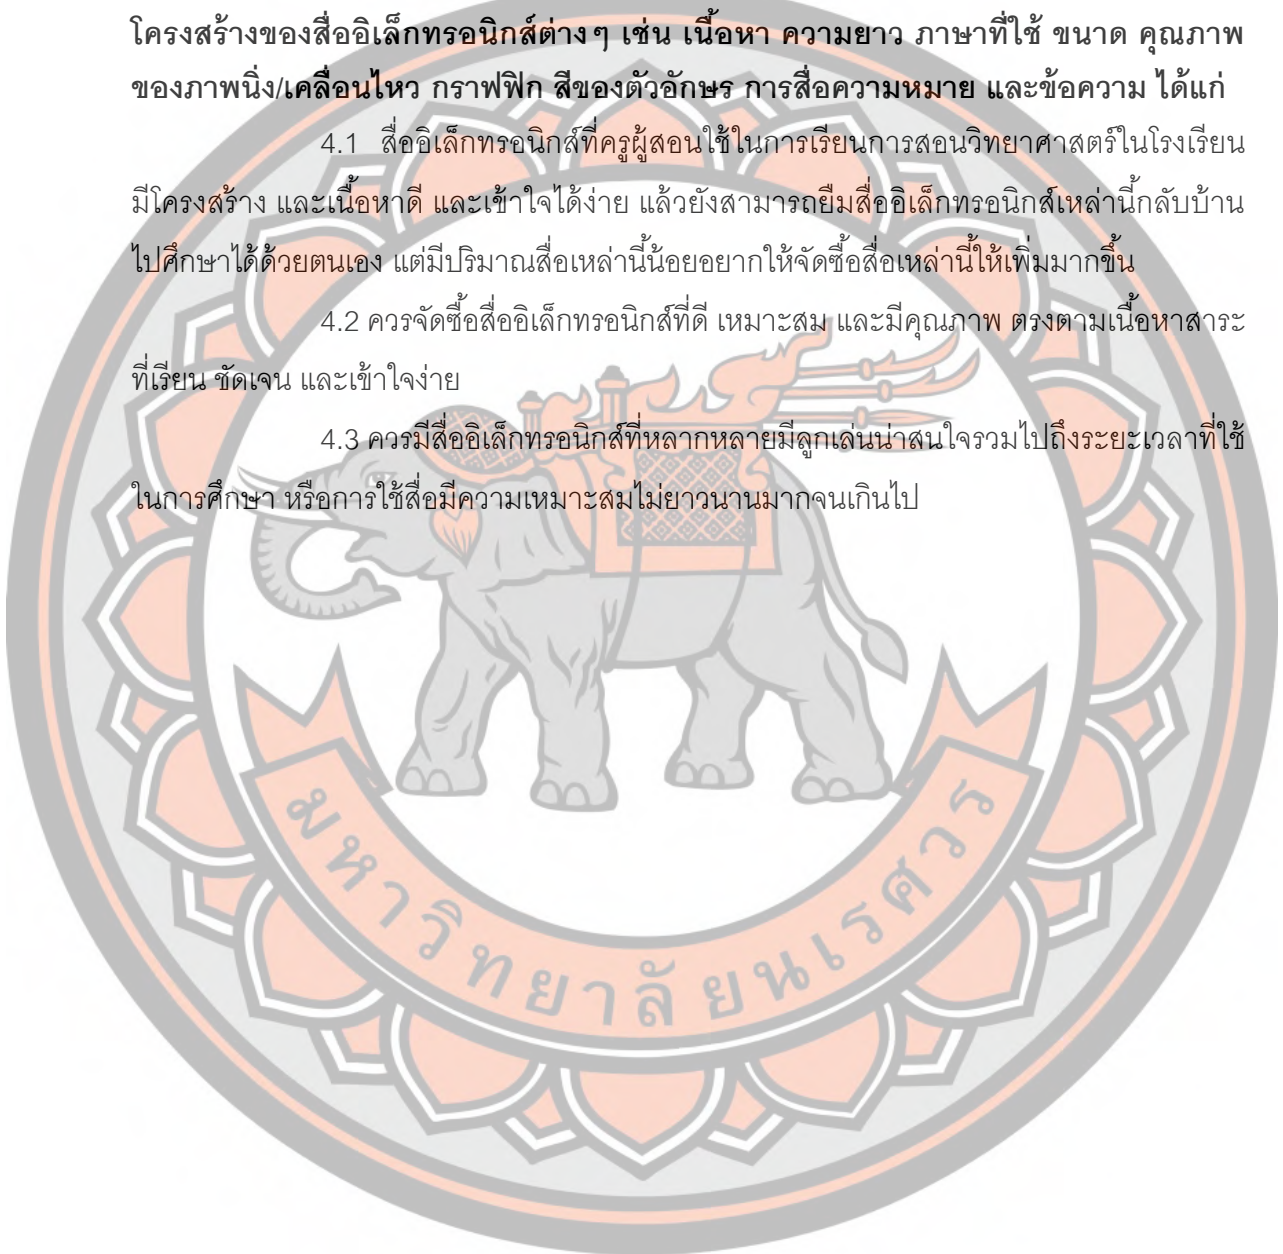 โครงสร้างของสื่ออิเล็กทรอนิกส์ต่างๆ เช่น เนื้อหา ความยาว ภาษาที่ใช้ ขนาด คุณภาพ
ของภาพนิ่ง/เคลื่อนไหว กราฟฟิก สีของตัวอักษร การสื่อความหมาย และข้อความ ได้แก่
4.1 สื่ออิเล็กทรอนิกส์ที่ครูผู้สอนใช้ในการเรียนการสอนวิทยาศาสตร์ในโรงเรียน
มีโครงสร้าง และเนื้อหาดี และเข้าใจได้ง่าย แล้วยังสามารถยืมสื่ออิเล็กทรอนิกส์เหล่านี้กลับบ้าน
ไปศึกษาได้ด้วยตนเอง แต่มีปริมาณสื่อเหล่านี้น้อยอยากให้จัดซื้อสื่อเหล่านี้ให้เพิ่มมากขึ้น
4.2 ควรจัดซื้อสื่ออิเล็กทรอนิกส์ที่ดี เหมาะสม และมีคุณภาพ ตรงตามเนื้อหาสาระ
ที่เรียน ชัดเจน และเข้าใจง่าย
4.3 ควรมีสื่ออิเล็กทรอนิกส์ที่หลากหลายมีลูกเล่นน่าสนใจรวมไปถึงระยะเวลาที่ใช้
ในการศึกษา หรือการใช้สื่อมีความเหมาะสมไม่ยาวนานมากจนเกินไป
มหาวิทยาลัยนเรศวร